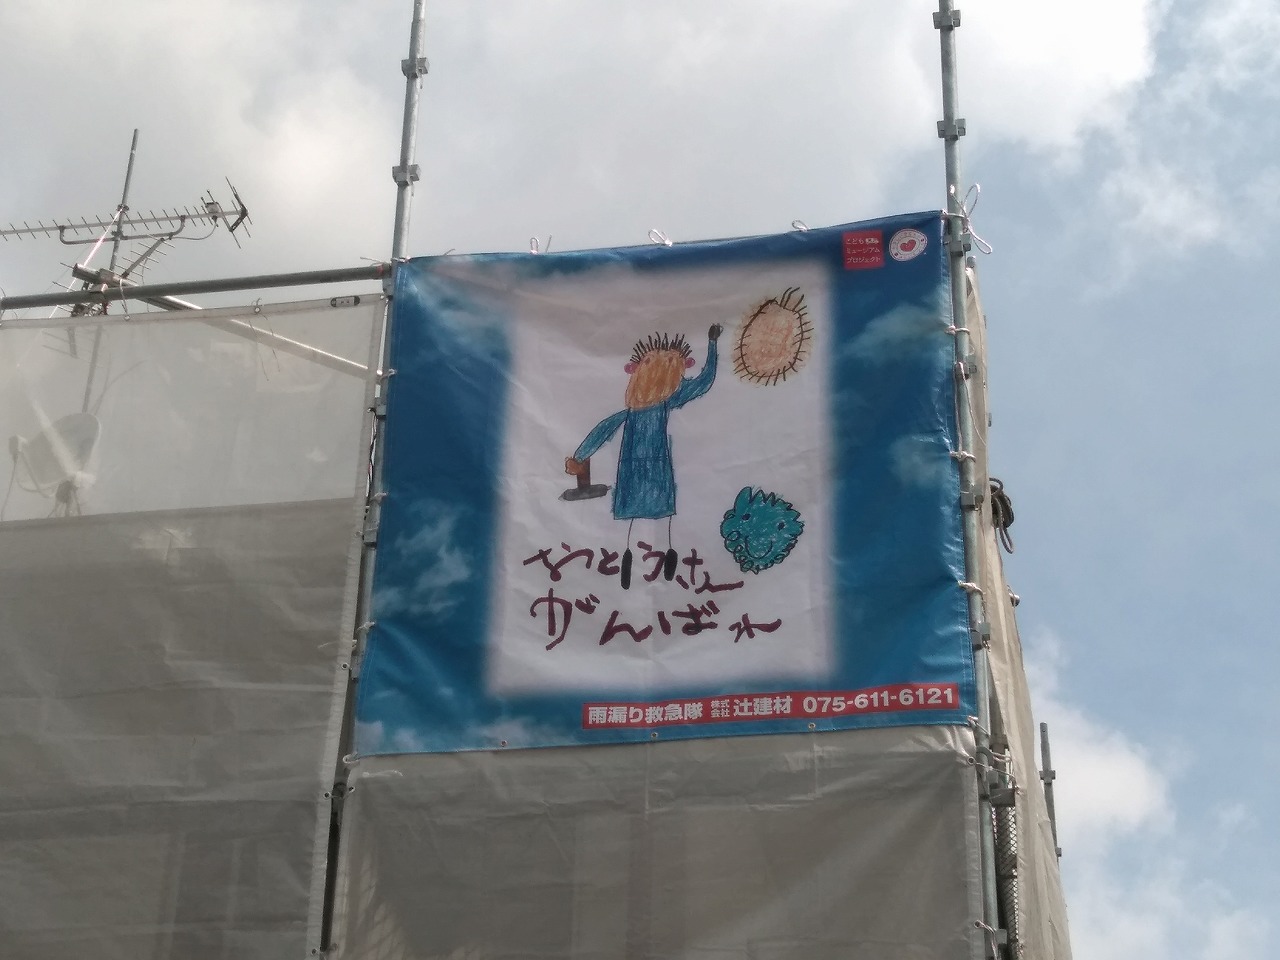 こども
ミュージアム
プロジェクト
おとうさん
がんばれ
雨漏り救急隊 株式会社 辻建材 075-611-6121